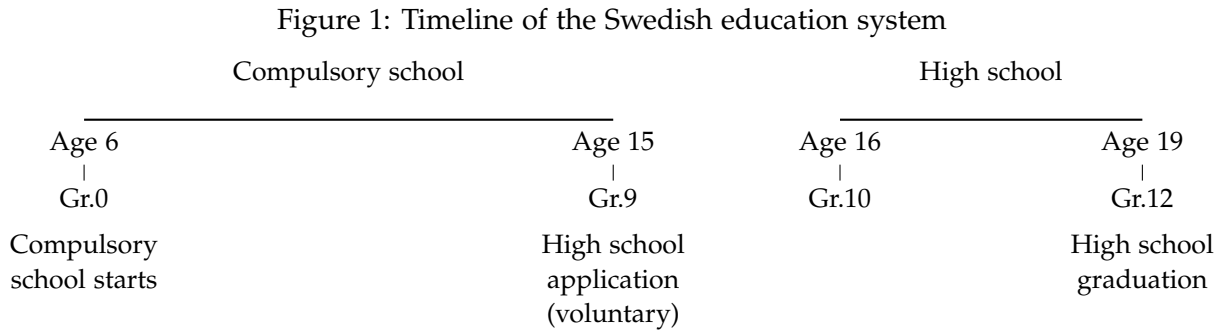 Figure 1: Timeline of the Swedish education system
Compulsory school
High school
Age 6
Age 15
Age 16
Age 19
Gr.0
Gr.9
Gr.10
Gr.12
Compulsory
school starts
High school
application
(voluntary)
High school
graduation